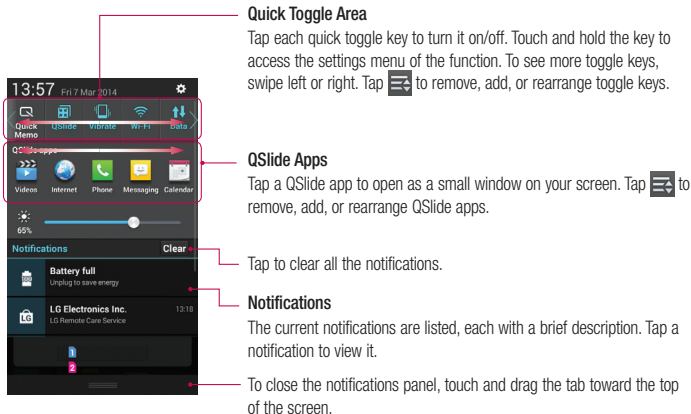 Quick Toggle Area
Tap each quick toggle key to turn it on/off. Touch and hold the key to
access the settings menu of the function. To see more toggle keys,
swipe left or right. Tap to remove, add, or rearrange toggle keys.
QSlide Apps
Tap a QSlide app to open as a small window on your screen. Tap to
remove, add, or rearrange QSlide apps.
Tap to clear all the notifications.
Notifications
The current notifications are listed, each with a brief description. Tap a
notification to view it.
To close the notifications panel, touch and drag the tab toward the top
of the screen.
13:57 Fri 7 Mar 2014
Quick Memo QSlide Vibrate Wi-Fi Data
QSlide apps
Videos Internet Phone Messaging Calendar
65%
Notifications Clear
Battery full
Unplug to save energy
LG Electronics Inc. 13:18
LG Remote Care Service
LG
1
2